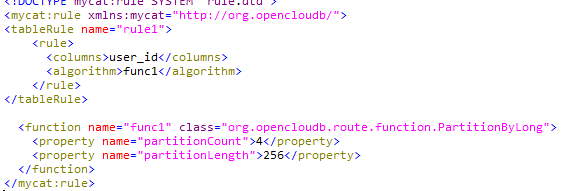 <!DOCTYPE mycat:rule SYSTEM "rule.dtd">
<mycat:rule xmlns:mycat="http://org.opencloudb/">
<tableRule name="rule1">
<rule>
<columns>user_id</columns>
<algorithm>func1</algorithm>
</rule>
</tableRule>
<function name="func1" class="org.opencloudb.route.function.PartitionByLong">
<property name="partitionCount">4</property>
<property name="partitionLength">256</property>
</function>
</mycat:rule>